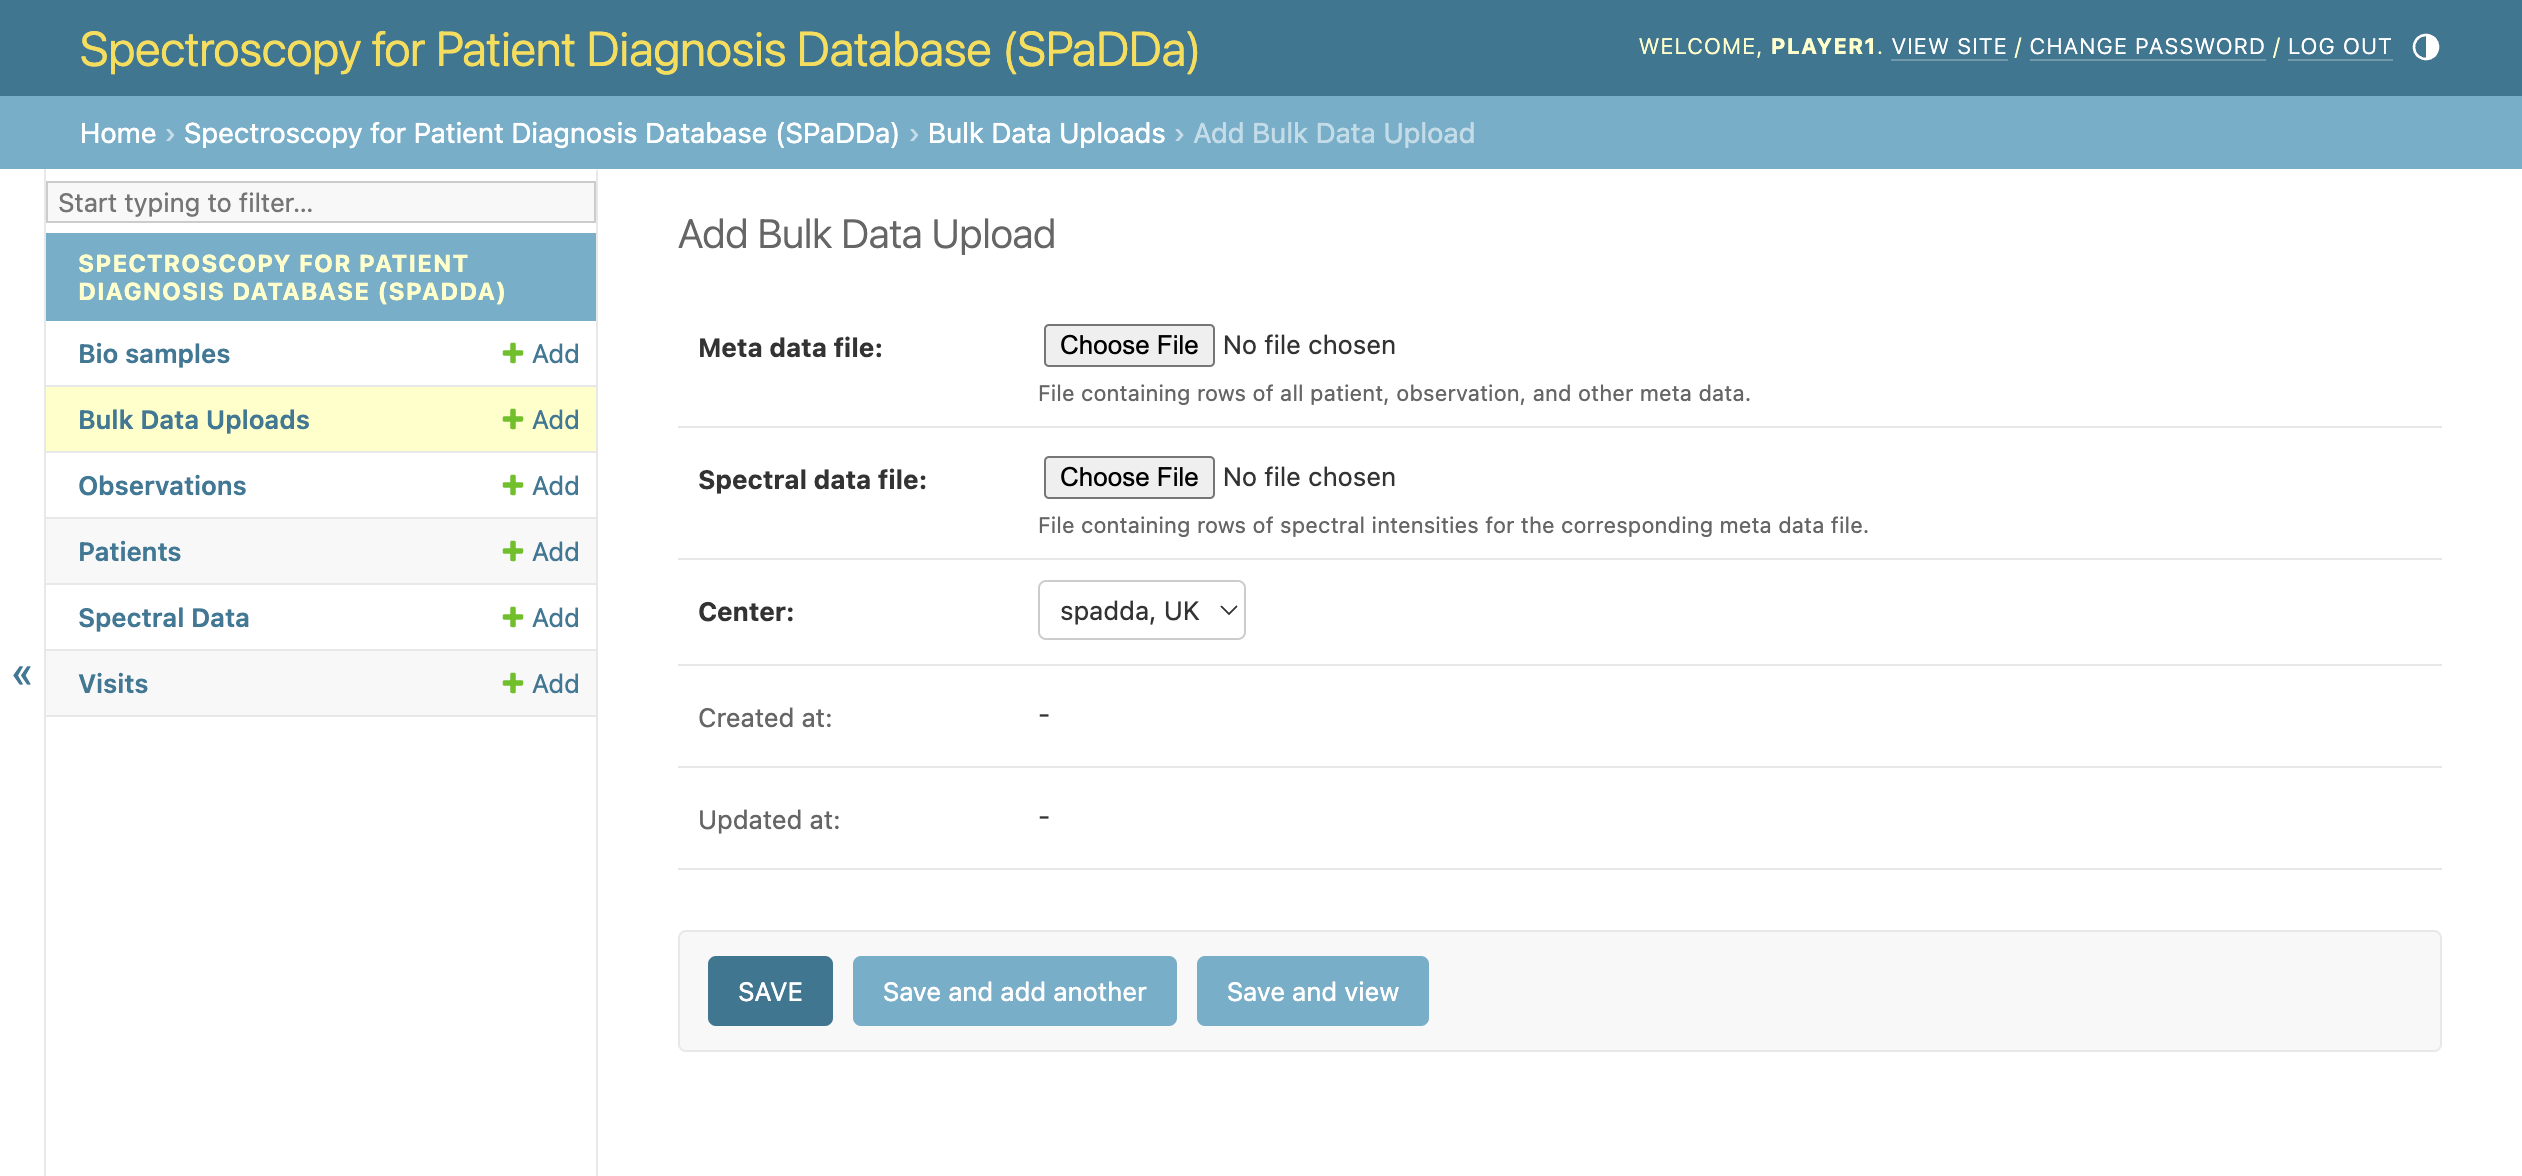 Spectroscopy for Patient Diagnosis Database (SPaDDa)
WELCOME, PLAYER1. VIEW SITE / CHANGE PASSWORD / LOG OUT
Home › Spectroscopy for Patient Diagnosis Database (SPaDDa) › Bulk Data Uploads › Add Bulk Data Upload
Start typing to filter...
SPECTROSCOPY FOR PATIENT
DIAGNOSIS DATABASE (SPADDA)
Bio samples + Add
Bulk Data Uploads + Add
Observations + Add
Patients + Add
Spectral Data + Add
Visits + Add
«
Add Bulk Data Upload
Meta data file: Choose File No file chosen
File containing rows of all patient, observation, and other meta data.
Spectral data file: Choose File No file chosen
File containing rows of spectral intensities for the corresponding meta data file.
Center: spadda, UK
Created at: -
Updated at: -
SAVE Save and add another Save and view